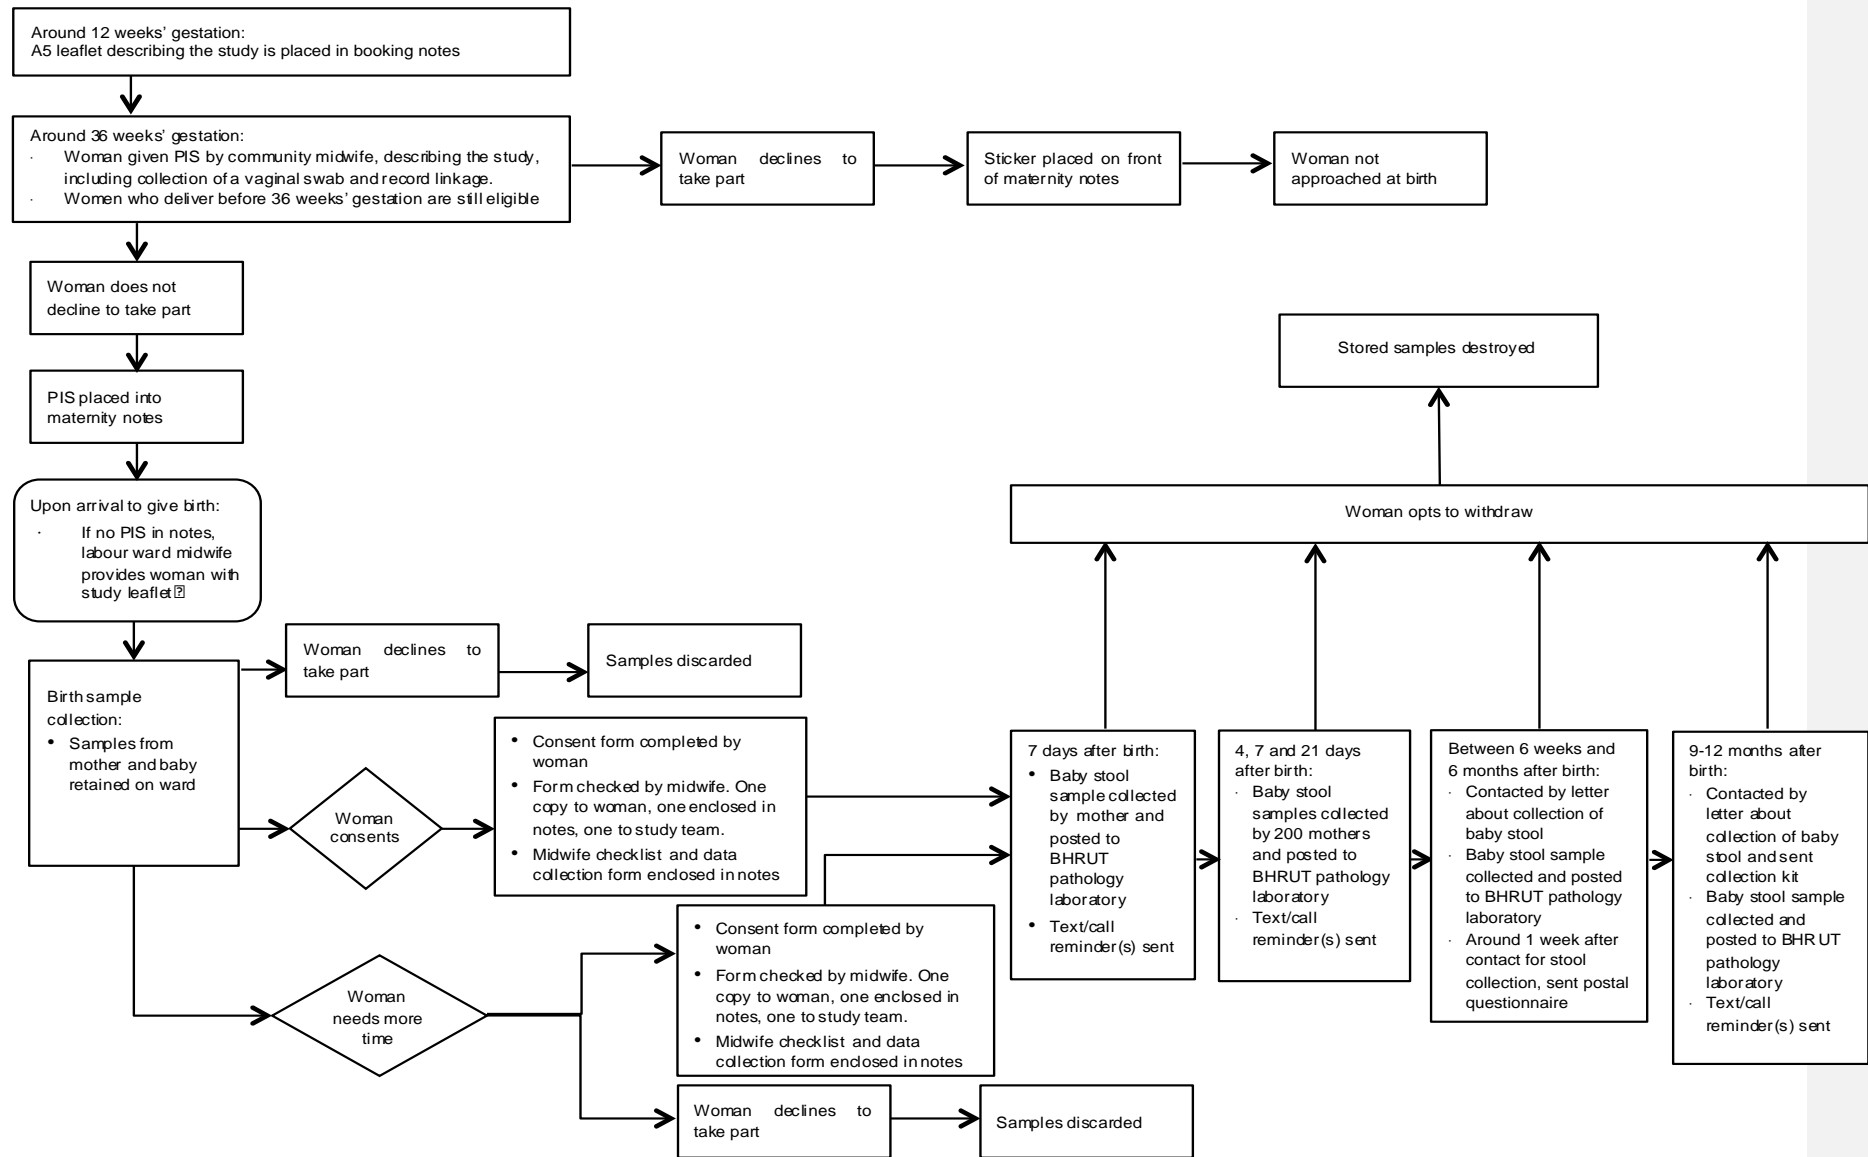 Around 12 weeks' gestation:
A5 leaflet describing the study is placed in booking notes
Around 36 weeks' gestation:
· Woman given PIS by community midwife, describing the study,
including collection of a vaginal swab and record linkage.
· Women who deliver before 36 weeks' gestation are still eligible
Woman declines to
take part
Sticker placed on front
of maternity notes
Woman not
approached at birth
Woman does not
decline to take part
PIS placed into
maternity notes
Upon arrival to give birth:
· If no PIS in notes,
labour ward midwife
provides woman with
study leaflet
Birth sample
collection:
• Samples from
mother and baby
retained on ward
Woman declines to
take part
Samples discarded
Woman
consents
• Consent form completed by
woman
• Form checked by midwife. One
copy to woman, one enclosed in
notes, one to study team.
• Midwife checklist and data
collection form enclosed in notes
Woman
needs more
time
• Consent form completed by
woman
• Form checked by midwife. One
copy to woman, one enclosed in
notes, one to study team.
• Midwife checklist and data
collection form enclosed in notes
Woman declines to
take part
Samples discarded
Stored samples destroyed
Woman opts to withdraw
7 days after birth:
• Baby stool
sample collected
by mother and
posted to
BHRUT
pathology
laboratory
• Text/call
reminder(s) sent
4, 7 and 21 days
after birth:
· Baby stool
samples collected
by 200 mothers
and posted to
BHRUT pathology
laboratory
· Text/call
reminder(s) sent
Between 6 weeks and
6 months after birth:
· Contacted by letter
about collection of
baby stool
· Baby stool sample
collected and posted
to BHRUT pathology
laboratory
· Around 1 week after
contact for stool
collection, sent postal
questionnaire
9-12 months after
birth:
· Contacted by
letter about
collection of baby
stool and sent
collection kit
· Baby stool sample
collected and
posted to BHRUT
pathology
laboratory
· Text/call
reminder(s) sent